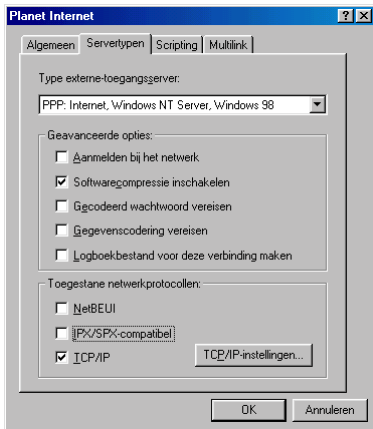 Planet Internet
Algemeen Servertypen Scripting Multilink
Type externe-toegangsserver:
PPP: Internet, Windows NT Server, Windows 98
Geavanceerde opties:
Aanmelden bij het netwerk
Softwarecompressie inschakelen
Gecodeerd wachtwoord vereisen
Gegevenscodering vereisen
Logboekbestand voor deze verbinding maken
Toegestane netwerkprotocollen:
NetBEUI
IPX/SPX-compatibel
TCP/IP TCP/IP-instellingen...
OK Annuleren